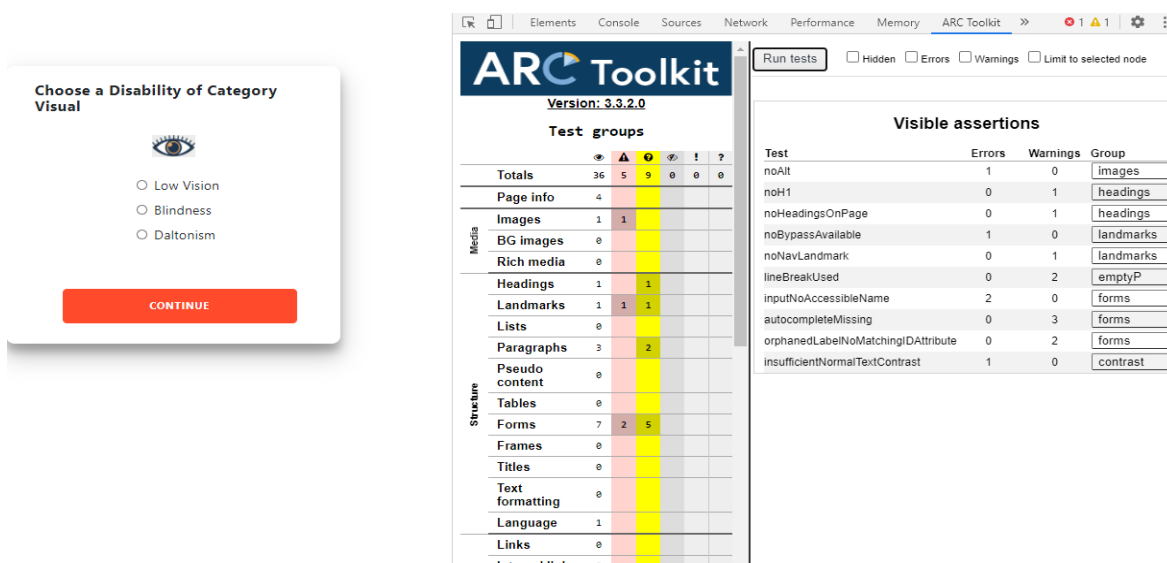 Choose a Disability of Category
Visual
Low Vision
Blindness
Daltonism
CONTINUE
Elements Console Sources Network Performance Memory ARC Toolkit » 1 1
ARC Toolkit
Version: 3.3.2.0
Test groups
! ?
Totals 36 5 9 0 0 0
Page info 4
Media
Images 1 1
BG images 0
Rich media 0
Structure
Headings 1 1
Landmarks 1 1 1
Lists 0
Paragraphs 3 2
Pseudo
content 0
Tables 0
Forms 7 2 5
Frames 0
Titles 0
Text
formatting 0
Language 1
Links 0
Run tests Hidden Errors Warnings Limit to selected node
Visible assertions
Test Errors Warnings Group
noAlt 1 0 images
noH1 0 1 headings
noHeadingsOnPage 0 1 headings
noBypassAvailable 1 0 landmarks
noNavLandmark 0 1 landmarks
lineBreakUsed 0 2 emptyP
inputNoAccessibleName 2 0 forms
autocompleteMissing 0 3 forms
orphanedLabelNoMatchingIDAttribute 0 2 forms
insufficientNormalTextContrast 1 0 contrast